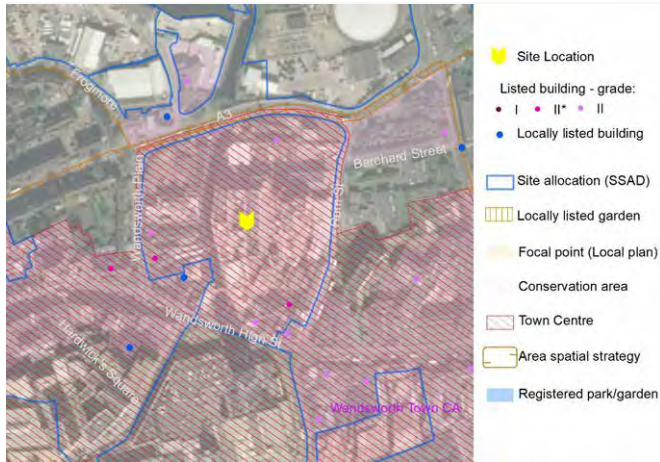 Frogmore
A3
Wandsworth Plain
Barchard Street
Ram St
Wandsworth High St
Hardwick's Square
Wandsworth Town CA
Site Location
Listed building - grade:
I II* II
Locally listed building
Site allocation (SSAD)
Locally listed garden
Focal point (Local plan)
Conservation area
Town Centre
Area spatial strategy
Registered park/garden